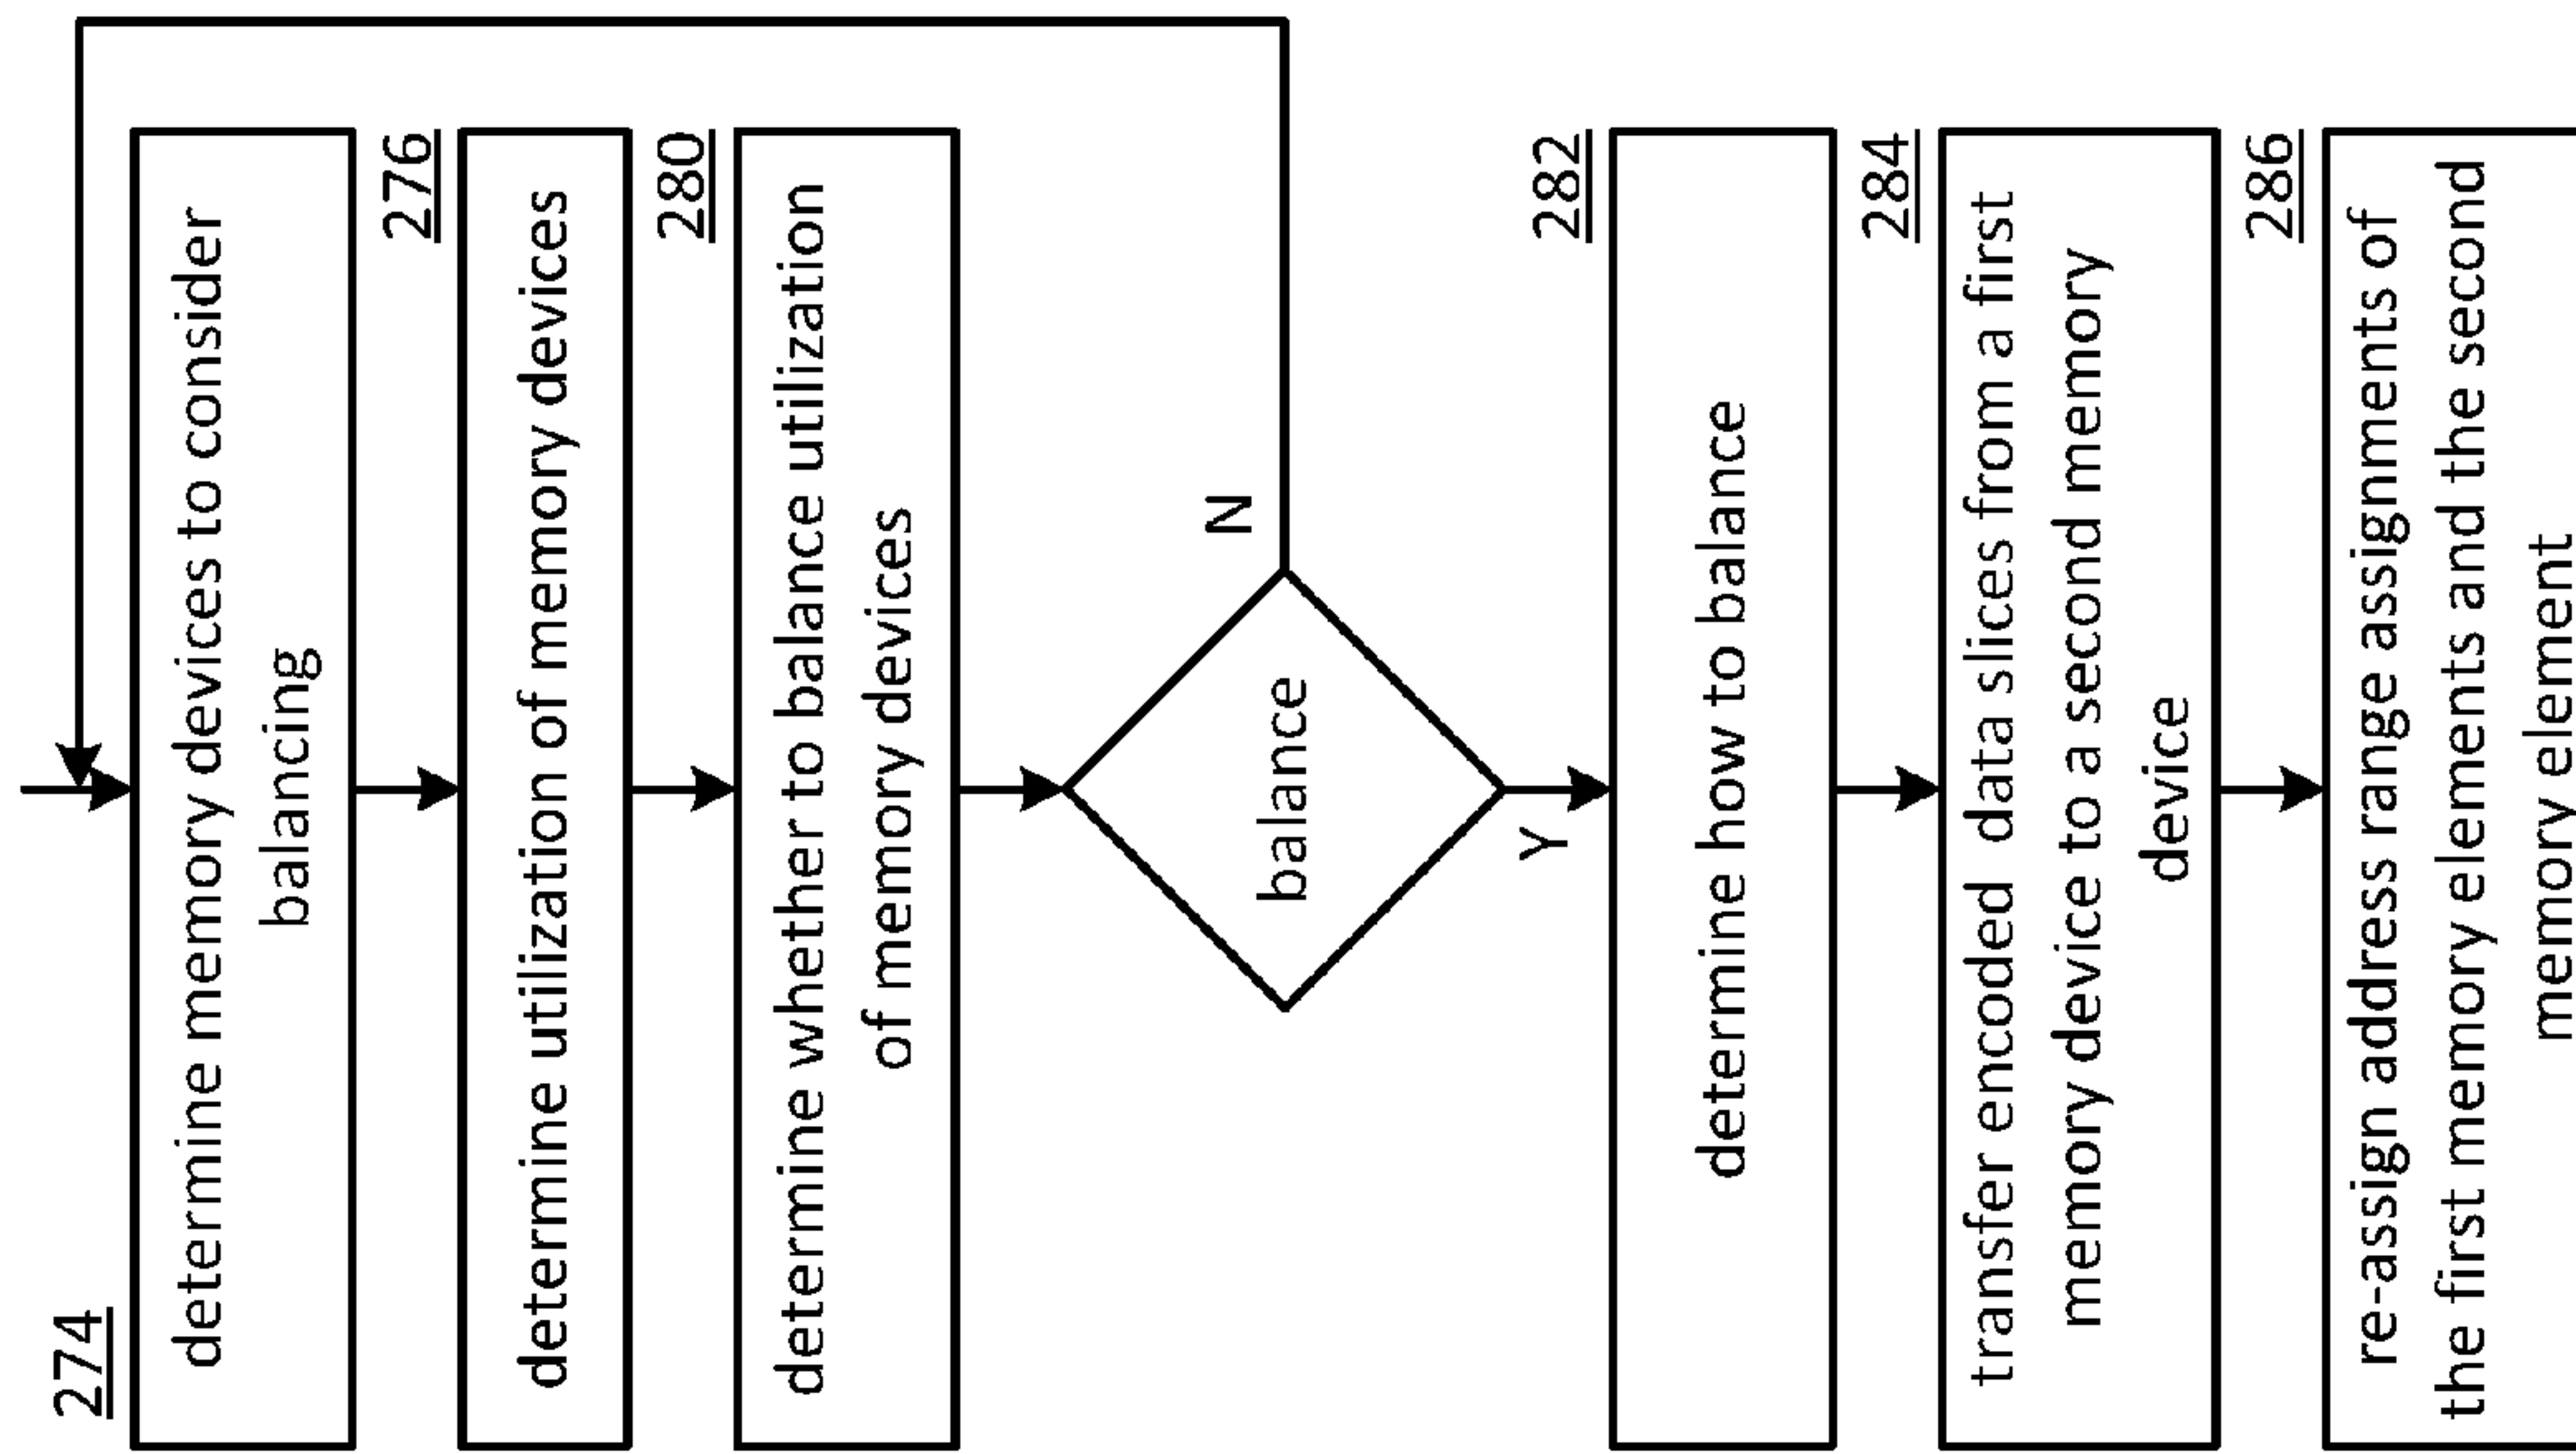 274
determine memory devices to consider
balancing
276
determine utilization of memory devices
280
determine whether to balance utilization
of memory devices
balance
N
Y
282
determine how to balance
284
transfer encoded data slices from a first
memory device to a second memory
device
286
re-assign address range assignments of
the first memory elements and the second
memory element